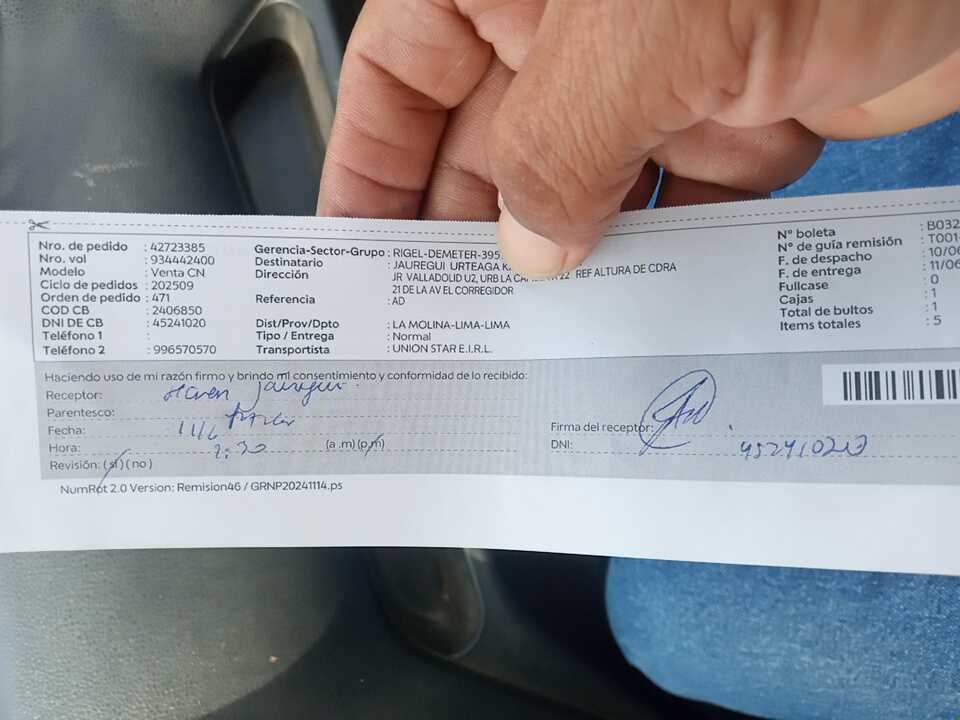 Nro. de pedido : 42723385
Nro. vol : 934442400
Modelo : Venta CN
Ciclo de pedidos : 202509
Orden de pedido : 471
COD CB : 2406850
DNI DE CB : 45241020
Teléfono 1 :
Teléfono 2 : 996570570
Gerencia-Sector-Grupo : RIGEL-DEMETER-395
Destinatario : JAUREGUI URTEAGA
Dirección JR VALLADOLID U2, URB LA 22 REF ALTURA DE CDRA
21 DE LA AV EL CORREGIDOR
Referencia : AD
Dist/Prov/Dpto : LA MOLINA-LIMA-LIMA
Tipo / Entrega : Normal
Transportista : UNION STAR E.I.R.L.
N° boleta : B032
N° de guía remisión : T001
F. de despacho : 10/06
F. de entrega : 11/06
Fullcase : 0
Cajas : 1
Total de bultos : 1
Items totales : 5
Haciendo uso de mi razón firmo y brindo mi consentimiento y conformidad de lo recibido:
Receptor: Jauregui
Parentesco:
Fecha: 11/6
Hora: 2:30 (a.m)(p.m)
Revisión: (sí) (no)
Firma del receptor:
DNI: 45241020
NumRot 2.0 Version: Remision46 / GRNP20241114.ps